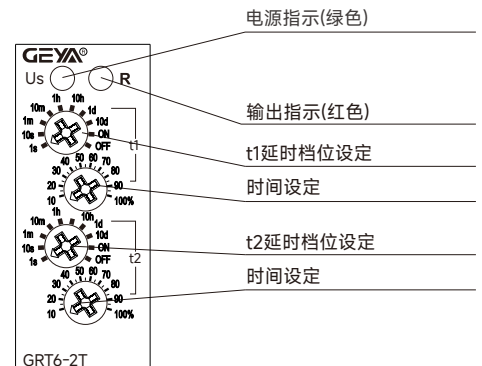 电源指示(绿色)
GEYA®
Us R
输出指示(红色)
1s 10s 1m 10m 1h 10h 1d 10d ON OFF
t1
t1延时档位设定
10 20 30 40 50 60 70 80 90 100%
时间设定
1s 10s 1m 10m 1h 10h 1d 10d ON OFF
t2
t2延时档位设定
10 20 30 40 50 60 70 80 90 100%
时间设定
GRT6-2T